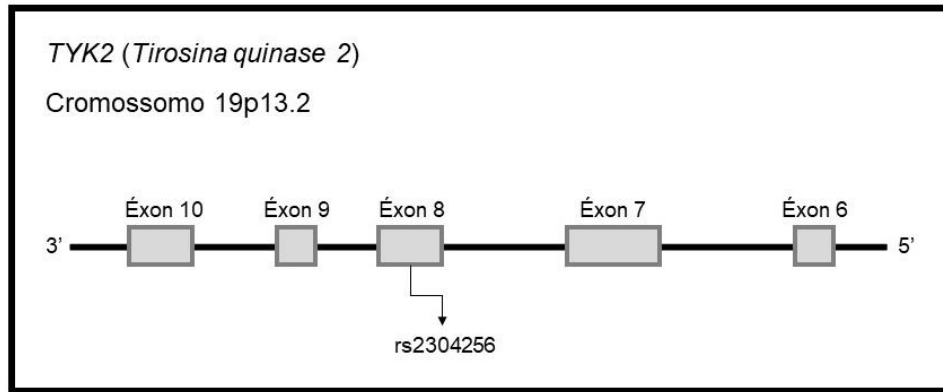 TYK2 (Tirosina quinase 2)
Cromossomo 19p13.2
Éxon 10 Éxon 9 Éxon 8 Éxon 7 Éxon 6
3’ 5’
rs2304256